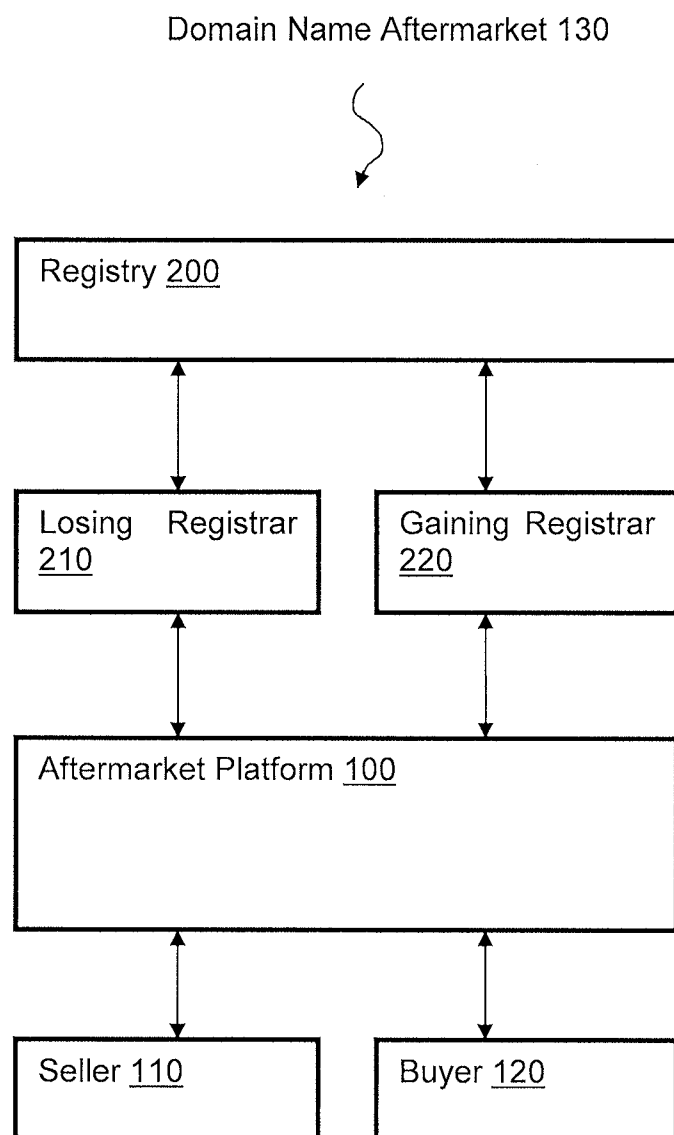 Domain Name Aftermarket 130
Registry 200
Losing Registrar
210
Gaining Registrar
220
Aftermarket Platform 100
Seller 110
Buyer 120